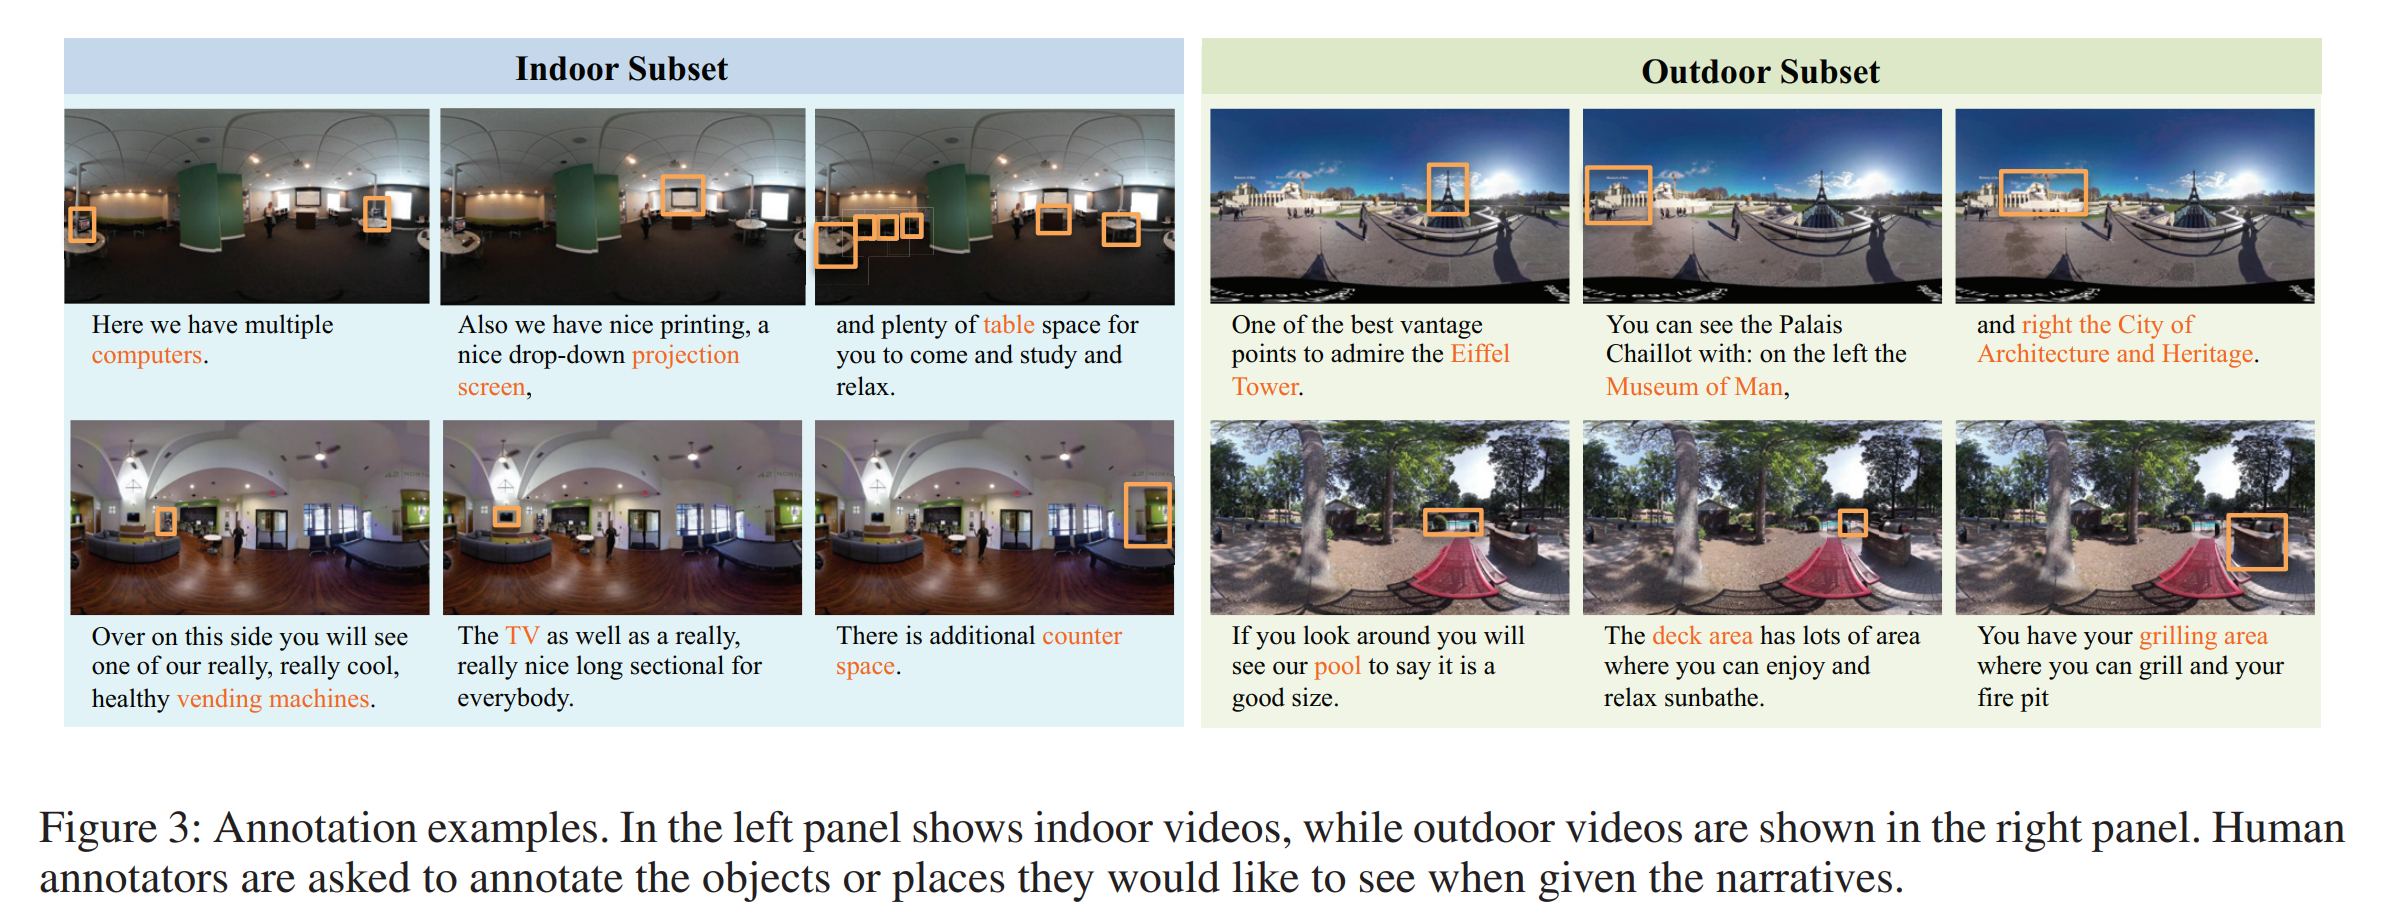 Indoor Subset
Here we have multiple
computers.
Also we have nice printing, a
nice drop-down projection
screen,
and plenty of table space for
you to come and study and
relax.
Over on this side you will see
one of our really, really cool,
healthy vending machines.
The TV as well as a really,
really nice long sectional for
everybody.
There is additional counter
space.
Outdoor Subset
One of the best vantage
points to admire the Eiffel
Tower.
You can see the Palais
Chaillot with: on the left the
Museum of Man,
and right the City of
Architecture and Heritage.
If you look around you will
see our pool to say it is a
good size.
The deck area has lots of area
where you can enjoy and
relax sunbathe.
You have your grilling area
where you can grill and your
fire pit
Figure 3: Annotation examples. In the left panel shows indoor videos, while outdoor videos are shown in the right panel. Human
annotators are asked to annotate the objects or places they would like to see when given the narratives.